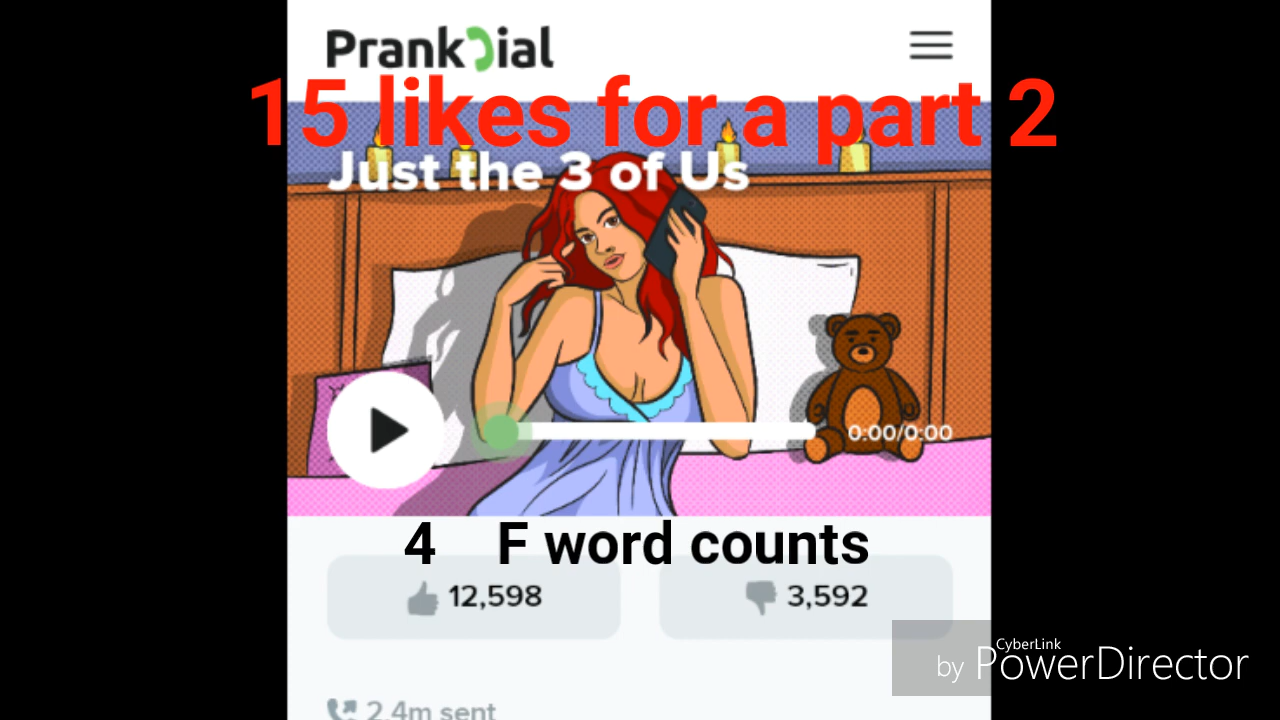 PrankDial
15 likes for a part 2
Just the 3 of Us
0:00/0:00
4 F word counts
12,598 3,592
CyberLink
by PowerDirector
2.4m sent